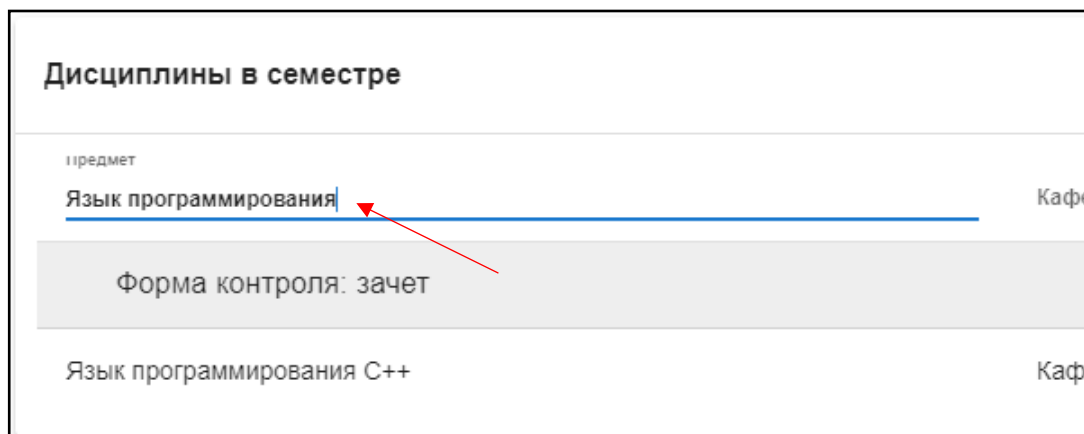 Дисциплины в семестре
Предмет
Язык программирования
Форма контроля: зачет
Язык программирования C++